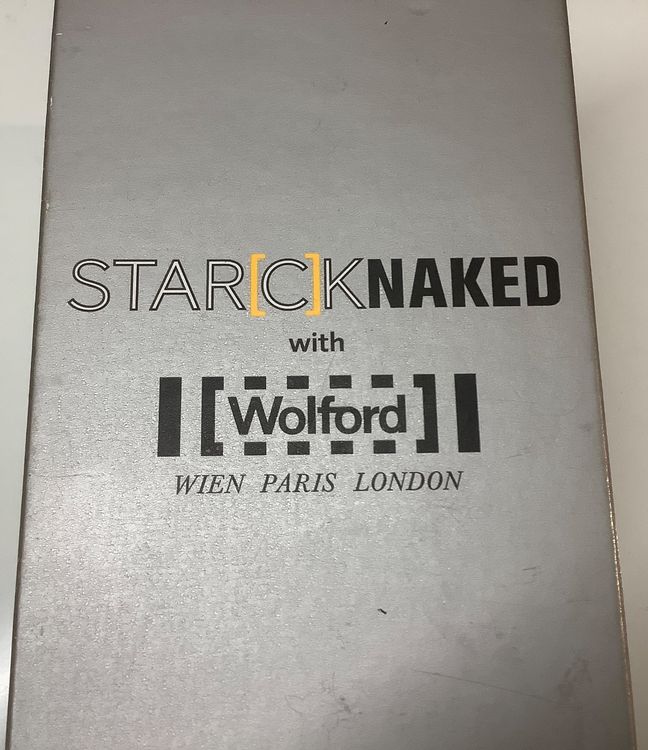 STAR[C]KNAKED
with
[Wolford]
WIEN PARIS LONDON